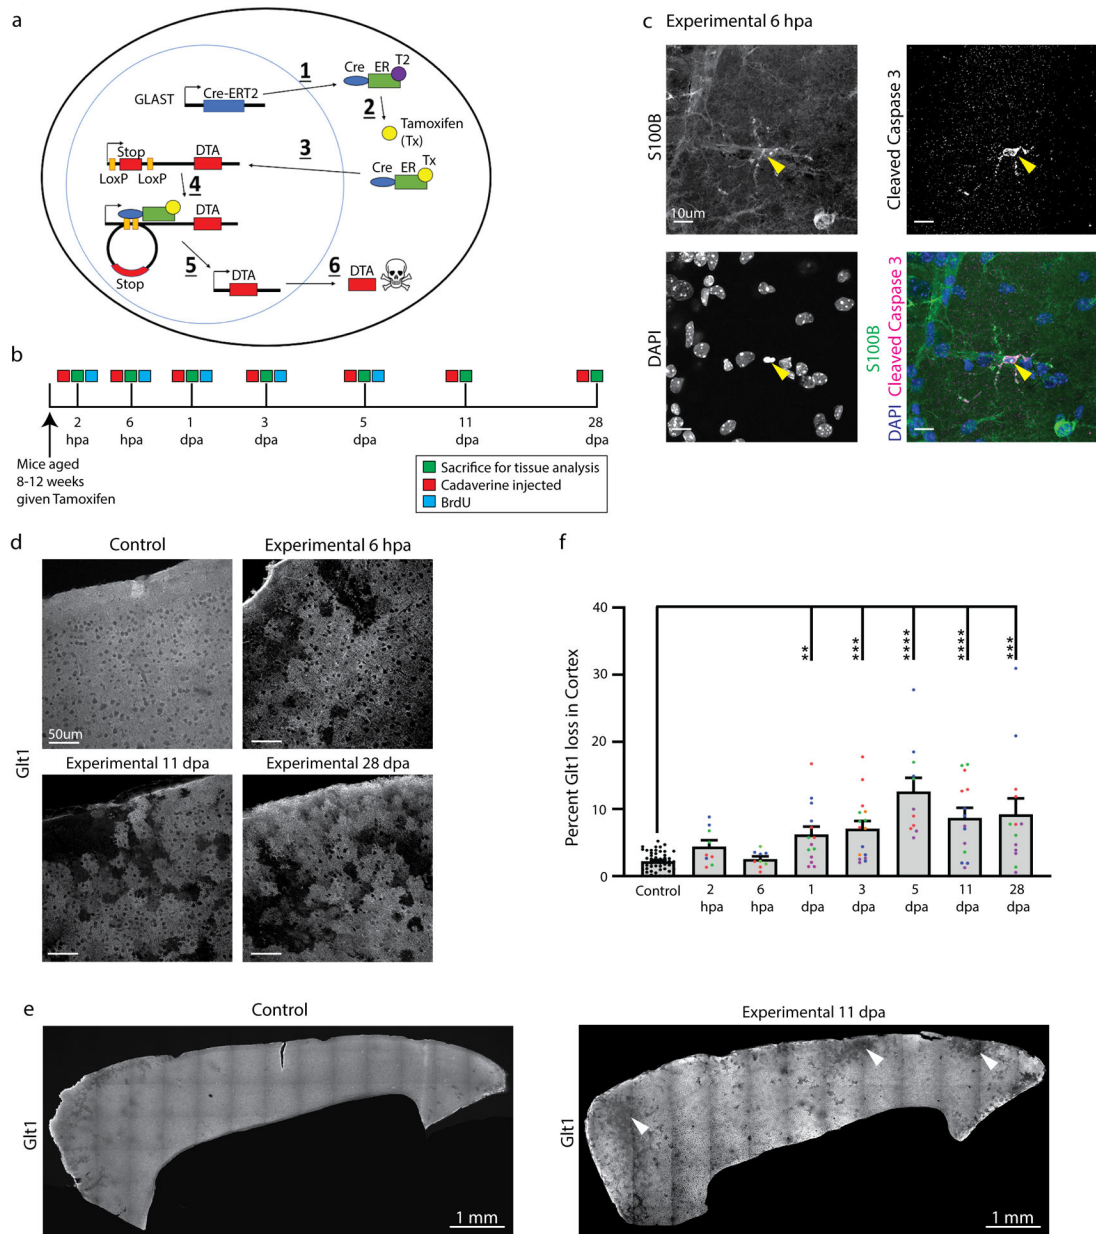 a
GLAST
Cre-ERT2
1
Cre
ER
T2
2
Tamoxifen
(Tx)
3
Cre
ER
Tx
Stop
LoxP
LoxP
DTA
4
DTA
Stop
5
DTA
6
DTA
b
2
hpa
6
hpa
1
dpa
3
dpa
5
dpa
11
dpa
28
dpa
Mice aged
8-12 weeks
given Tamoxifen
Sacrifice for tissue analysis
Cadaverine injected
BrdU
c
Experimental 6 hpa
S100B
10um
Cleaved Caspase 3
DAPI
S100B
DAPI Cleaved Caspase 3
d
Control
Experimental 6 hpa
50um
Glt1
Experimental 11 dpa
Experimental 28 dpa
f
Percent Glt1 loss in Cortex
40
30
20
10
0
**
***
****
****
***
Control
2
hpa
6
hpa
1
dpa
3
dpa
5
dpa
11
dpa
28
dpa
e
Control
Glt1
1 mm
Experimental 11 dpa
Glt1
1 mm